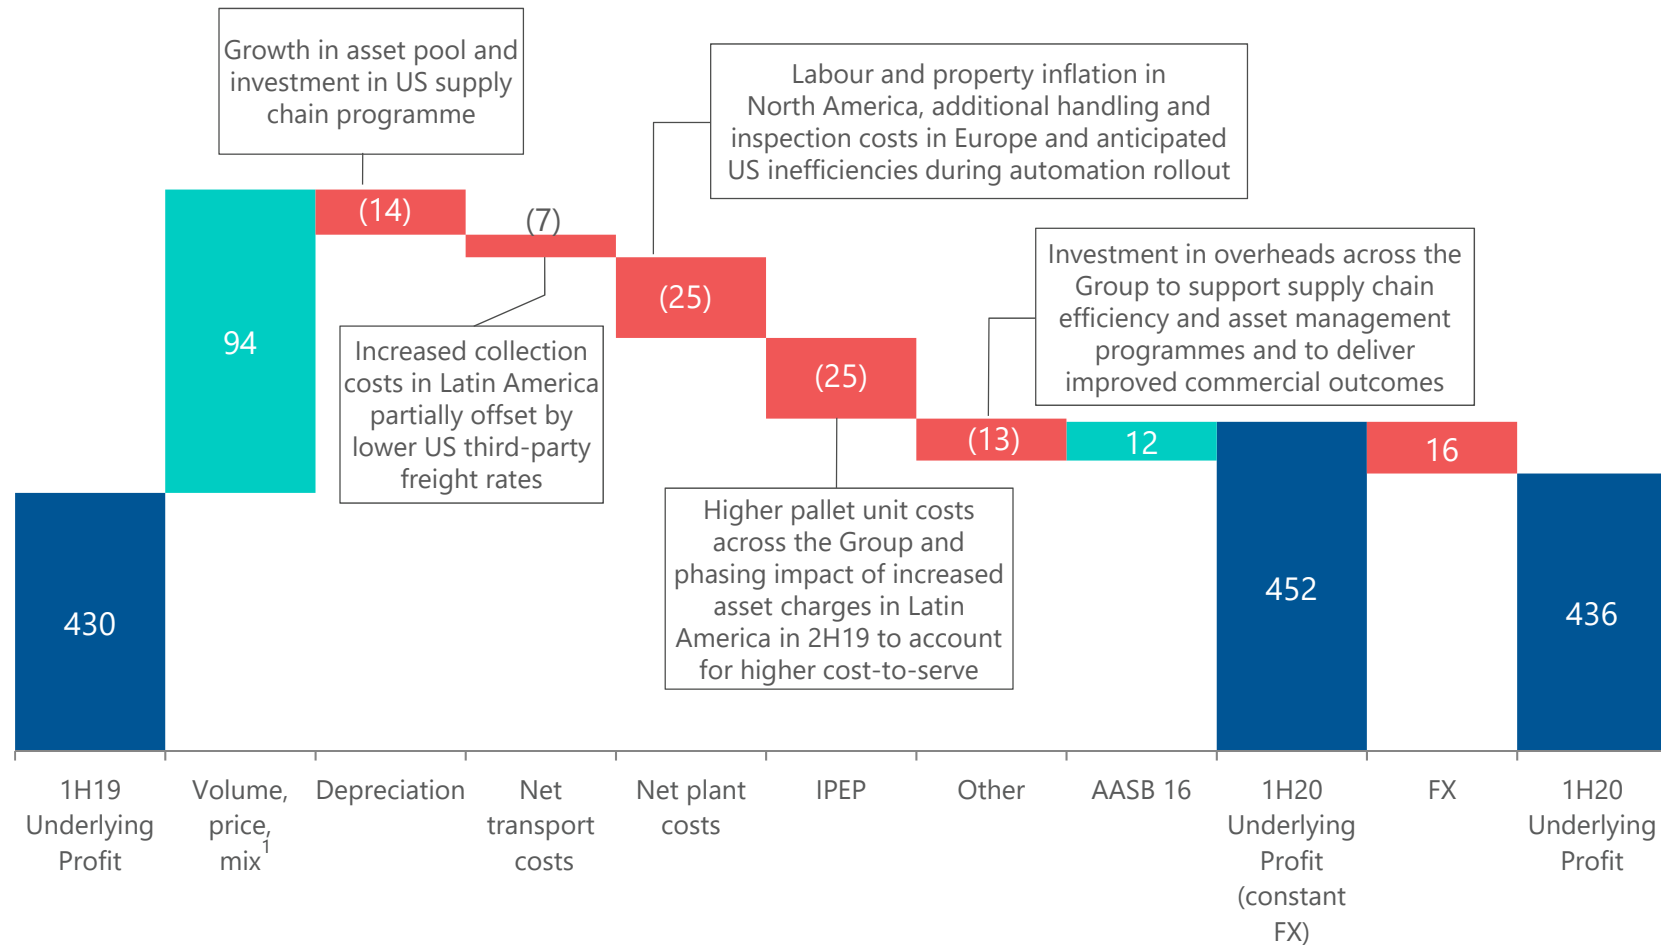 Growth in asset pool and
investment in US supply
chain programme
Labour and property inflation in
North America, additional handling and
inspection costs in Europe and anticipated
US inefficiencies during automation rollout
Investment in overheads across the
Group to support supply chain
efficiency and asset management
programmes and to deliver
improved commercial outcomes
Increased collection
costs in Latin America
partially offset by
lower US third-party
freight rates
Higher pallet unit costs
across the Group and
phasing impact of increased
asset charges in Latin
America in 2H19 to account
for higher cost-to-serve
430
94
(14)
(7)
(25)
(25)
(13)
12
452
16
436
1H19
Underlying
Profit
Volume,
price,
mix1
Depreciation
Net
transport
costs
Net plant
costs
IPEP
Other
AASB 16
1H20
Underlying
Profit
(constant
FX)
FX
1H20
Underlying
Profit